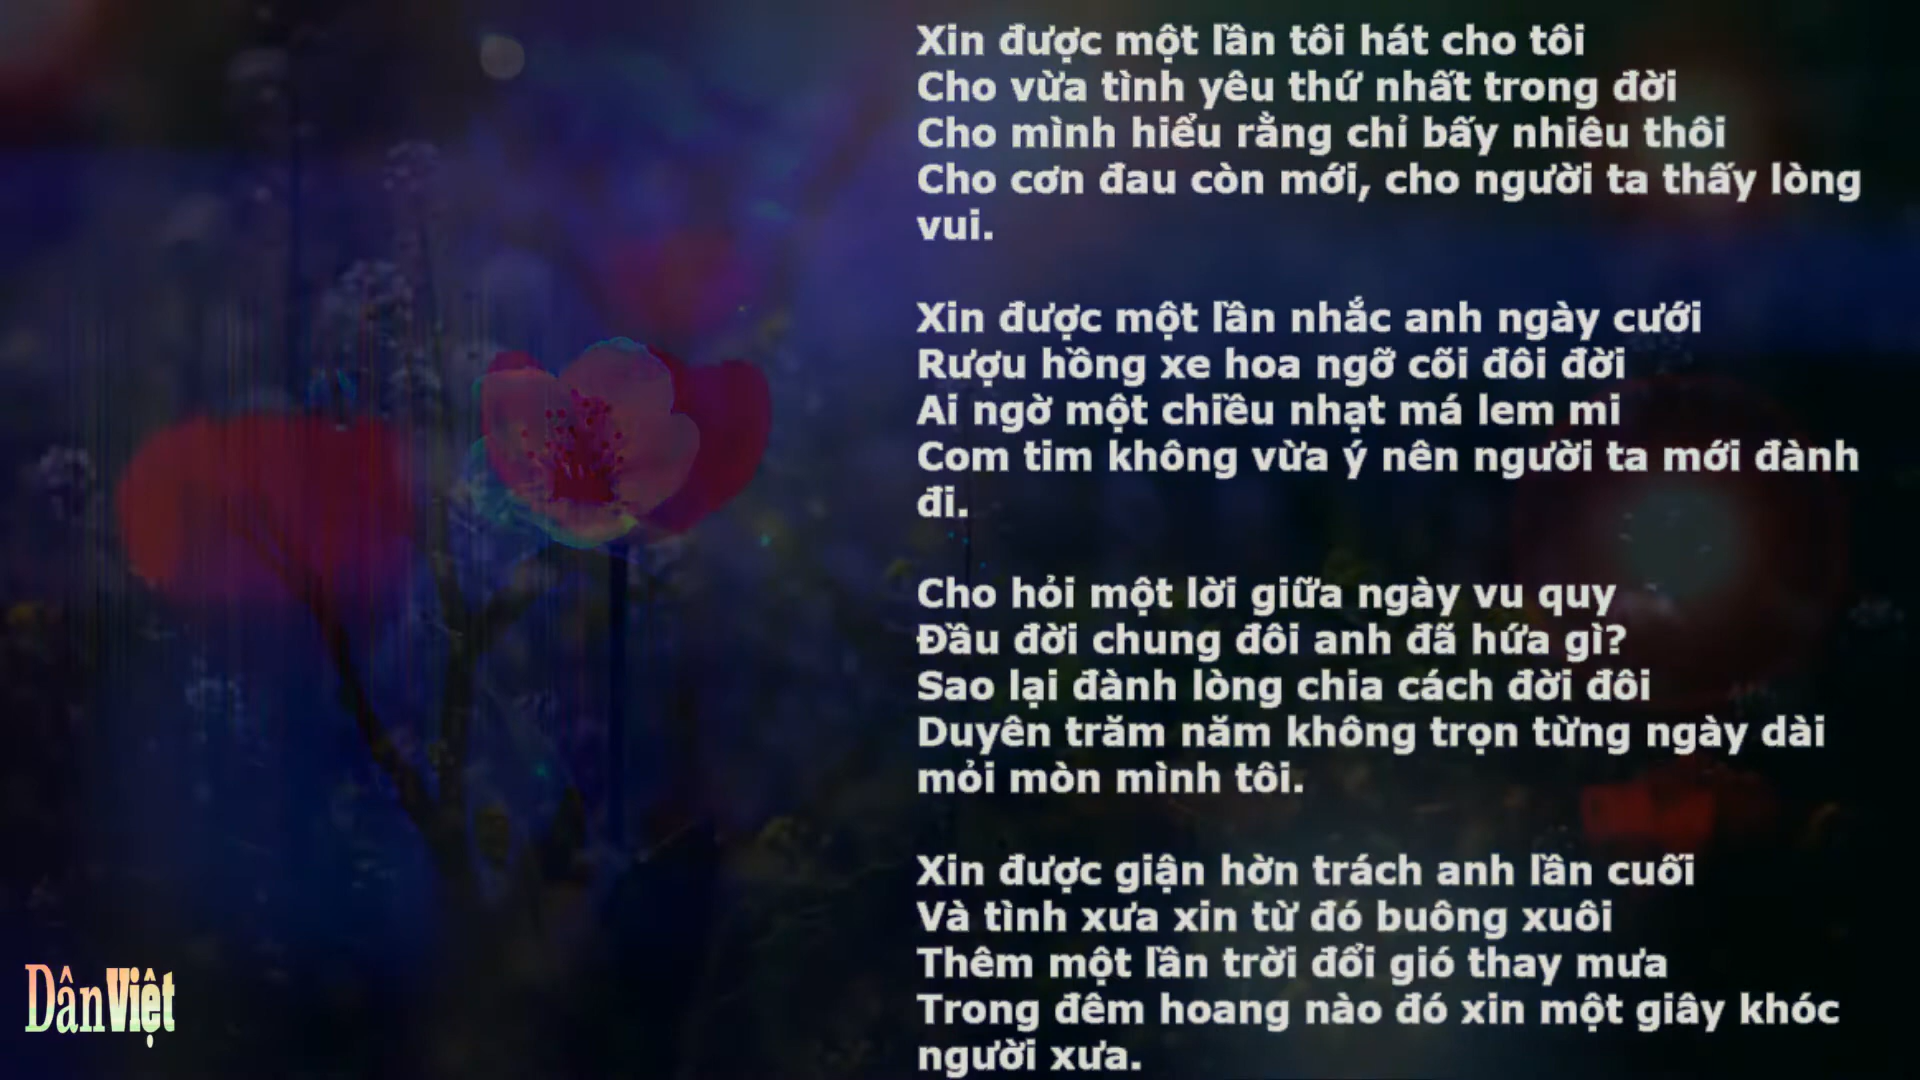 Xin được một lần tôi hát cho tôi
Cho vừa tình yêu thứ nhất trong đời
Cho mình hiểu rằng chỉ bấy nhiêu thôi
Cho cơn đau còn mới, cho người ta thấy lòng
vui.
Xin được một lần nhắc anh ngày cưới
Rượu hồng xe hoa ngỡ cõi đôi đời
Ai ngờ một chiều nhạt má lem mi
Com tim không vừa ý nên người ta mới đành
đi.
Cho hỏi một lời giữa ngày vu quy
Đầu đời chung đôi anh đã hứa gì?
Sao lại đành lòng chia cách đời đôi
Duyên trăm năm không trọn từng ngày dài
mỏi mòn mình tôi.
Xin được giận hờn trách anh lần cuối
Và tình xưa xin từ đó buông xuôi
Thêm một lần trời đổi gió thay mưa
Trong đêm hoang nào đó xin một giây khóc
người xưa.
DânViệt